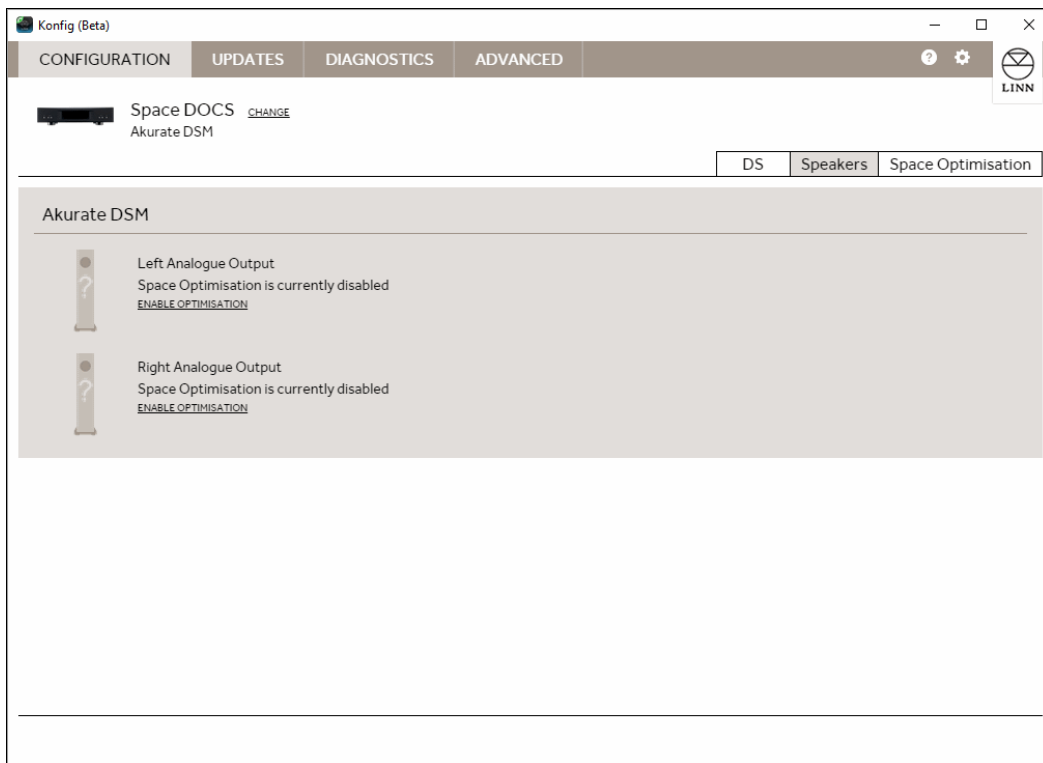 Konfig (Beta)
CONFIGURATION UPDATES DIAGNOSTICS ADVANCED ?
LINN
Space DOCS CHANGE
Akurate DSM
DS Speakers Space Optimisation
Akurate DSM
?
Left Analogue Output
Space Optimisation is currently disabled
ENABLE OPTIMISATION
?
Right Analogue Output
Space Optimisation is currently disabled
ENABLE OPTIMISATION